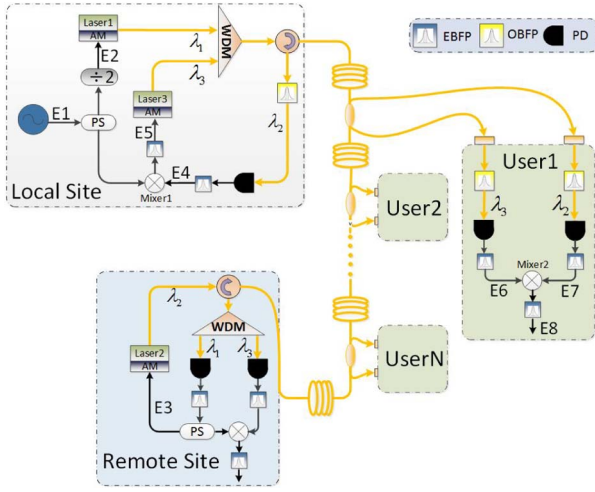 Laser1
AM
E2
÷2
E1
PS
Laser3
AM
E5
E4
Mixer1
λ1
λ3
WDM
λ2
Local Site
EBFP
OBFP
PD
User1
λ3
λ2
Mixer2
E6
E7
E8
User2
UserN
λ2
WDM
λ1
λ3
Laser2
AM
E3
PS
Remote Site